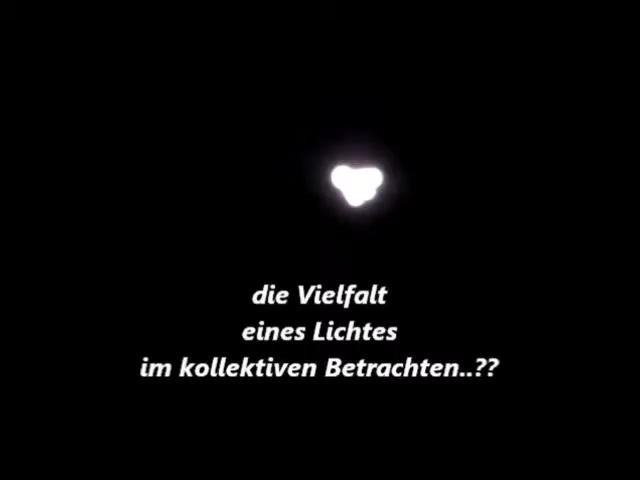 die Vielfalt
eines Lichtes
im kollektiven Betrachten..??